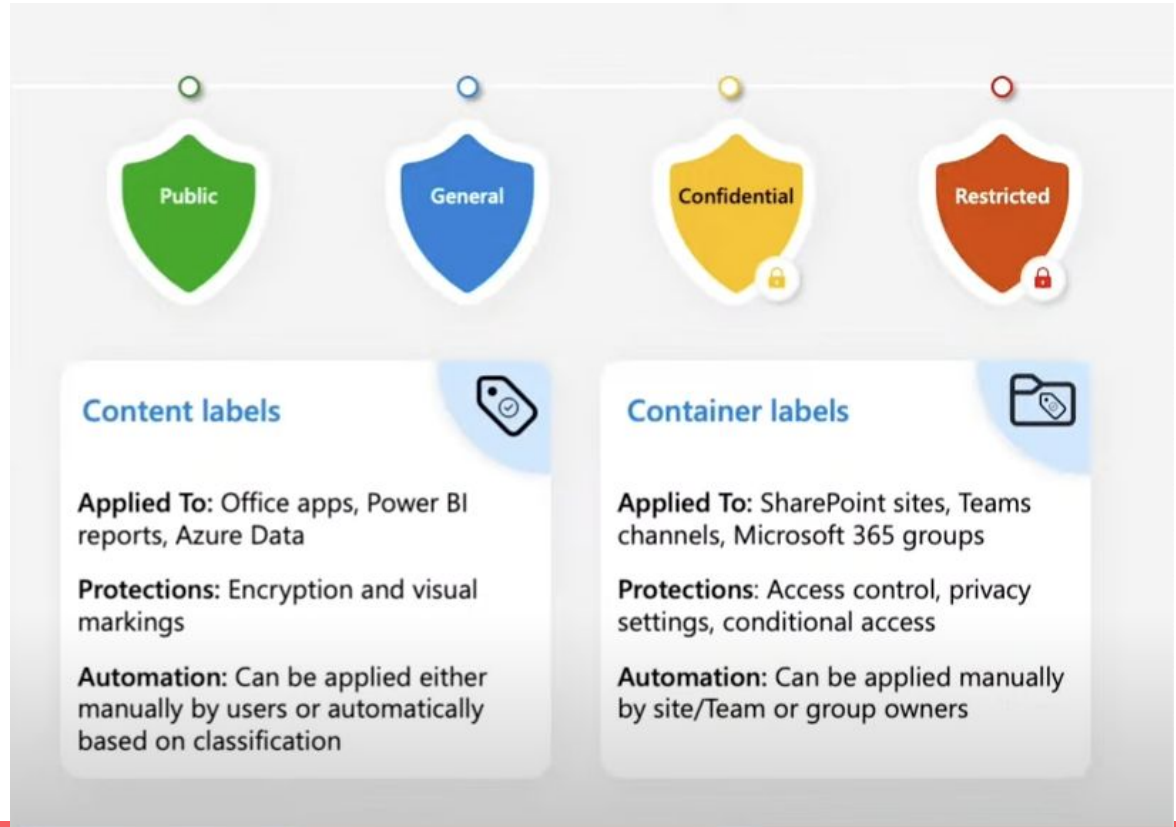 Public
General
Confidential
Restricted
Content labels
Applied To: Office apps, Power BI
reports, Azure Data
Protections: Encryption and visual
markings
Automation: Can be applied either
manually by users or automatically
based on classification
Container labels
Applied To: SharePoint sites, Teams
channels, Microsoft 365 groups
Protections: Access control, privacy
settings, conditional access
Automation: Can be applied manually
by site/Team or group owners